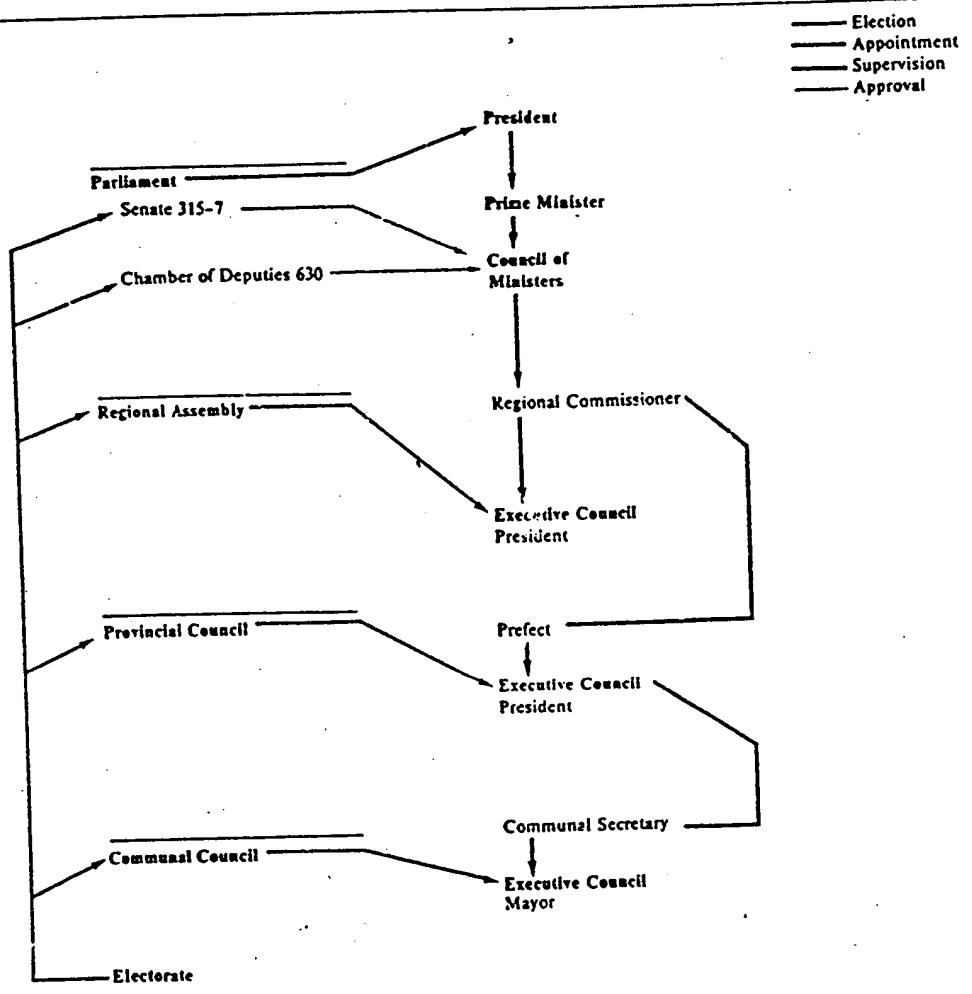 Election
Appointment
Supervision
Approval
President
Parliament
Senate 315-7
Prime Minister
Chamber of Deputies 630
Council of
Ministers
Regional Assembly
Regional Commissioner
Executive Council
President
Provincial Council
Prefect
Executive Council
President
Communal Secretary
Communal Council
Executive Council
Mayor
Electorate